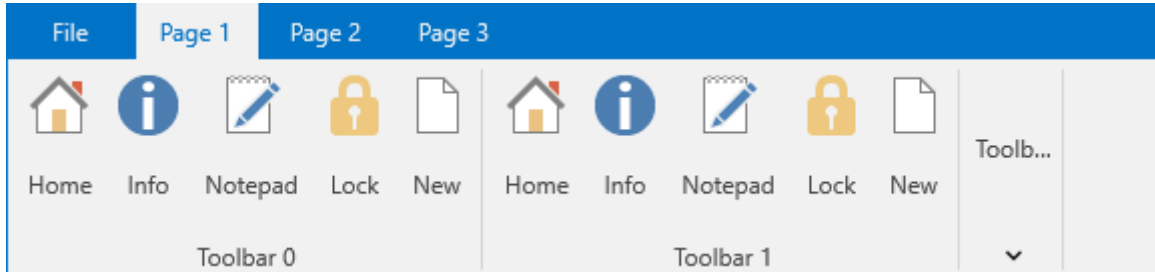 File Page 1 Page 2 Page 3
Home Info Notepad Lock New Home Info Notepad Lock New Toolb...
Toolbar 0 Toolbar 1